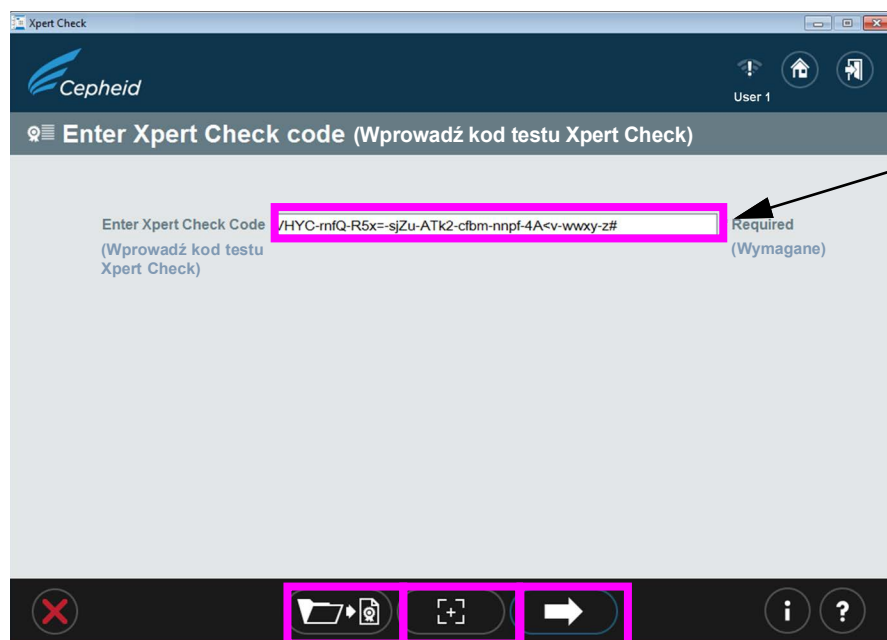 Xpert Check
Cepheid
User 1
Enter Xpert Check code (Wprowadź kod testu Xpert Check)
Enter Xpert Check Code /HYC-rnfQ-R5x=-sjZu-ATk2-cfbm-nnpf-4A<v-wwxy-z# Required
(Wprowadź kod testu (Wymagane)
Xpert Check)